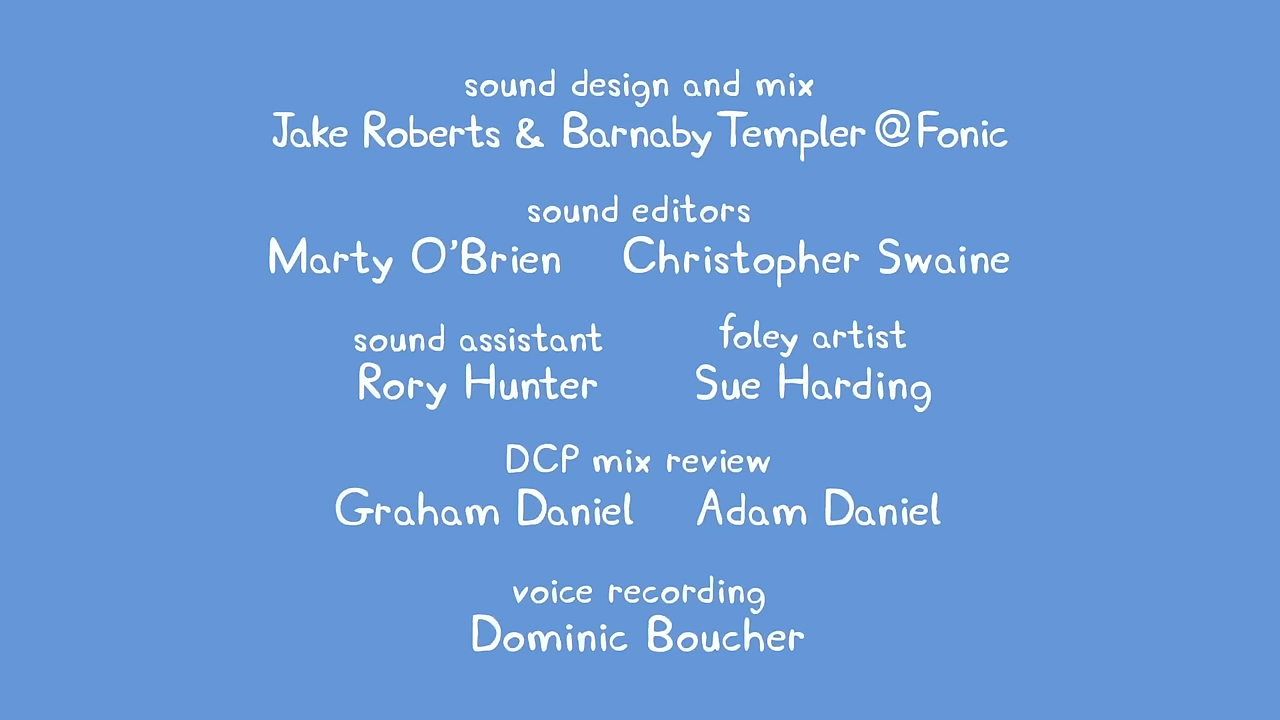 sound design and mix
Jake Roberts & Barnaby Templer @ Fonic
sound editors
Marty O'Brien Christopher Swaine
sound assistant foley artist
Rory Hunter Sue Harding
DCP mix review
Graham Daniel Adam Daniel
voice recording
Dominic Boucher